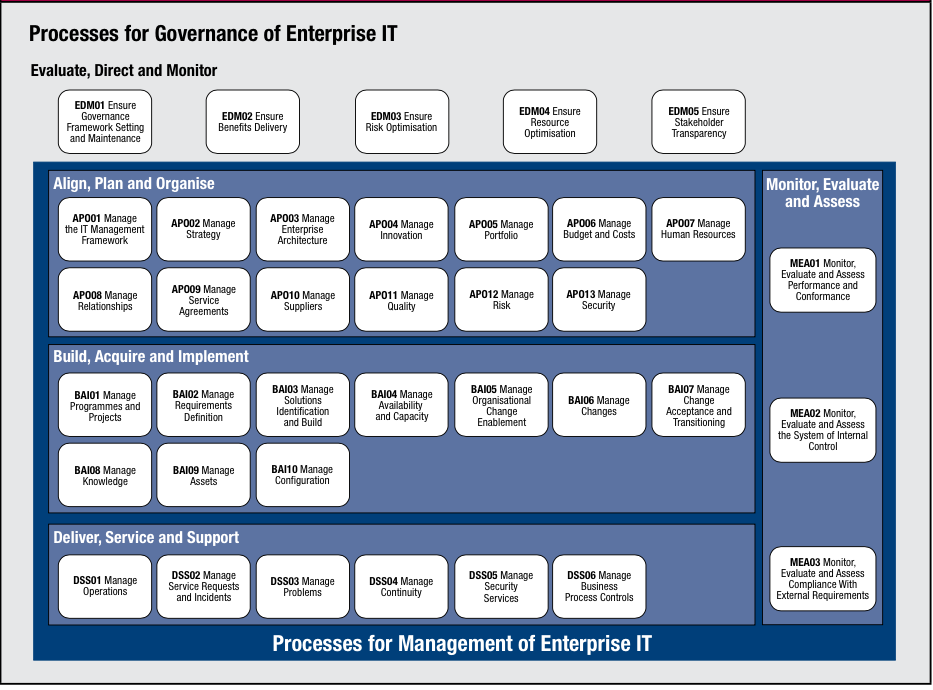 Processes for Governance of Enterprise IT
Evaluate, Direct and Monitor
EDM01 Ensure
Governance
Framework Setting
and Maintenance
EDM02 Ensure
Benefits Delivery
EDM03 Ensure
Risk Optimisation
EDM04 Ensure
Resource
Optimisation
EDM05 Ensure
Stakeholder
Transparency
Align, Plan and Organise
APO01 Manage
the IT Management
Framework
APO02 Manage
Strategy
APO03 Manage
Enterprise
Architecture
APO04 Manage
Innovation
APO05 Manage
Portfolio
APO06 Manage
Budget and Costs
APO07 Manage
Human Resources
APO08 Manage
Relationships
APO09 Manage
Service
Agreements
APO10 Manage
Suppliers
APO11 Manage
Quality
APO12 Manage
Risk
APO13 Manage
Security
Build, Acquire and Implement
BAI01 Manage
Programmes and
Projects
BAI02 Manage
Requirements
Definition
BAI03 Manage
Solutions
Identification
and Build
BAI04 Manage
Availability
and Capacity
BAI05 Manage
Organisational
Change
Enablement
BAI06 Manage
Changes
BAI07 Manage
Change
Acceptance and
Transitioning
BAI08 Manage
Knowledge
BAI09 Manage
Assets
BAI10 Manage
Configuration
Deliver, Service and Support
DSS01 Manage
Operations
DSS02 Manage
Service Requests
and Incidents
DSS03 Manage
Problems
DSS04 Manage
Continuity
DSS05 Manage
Security
Services
DSS06 Manage
Business
Process Controls
Monitor, Evaluate
and Assess
MEA01 Monitor,
Evaluate and Assess
Performance and
Conformance
MEA02 Monitor,
Evaluate and Assess
the System of Internal
Control
MEA03 Monitor,
Evaluate and Assess
Compliance With
External Requirements
Processes for Management of Enterprise IT